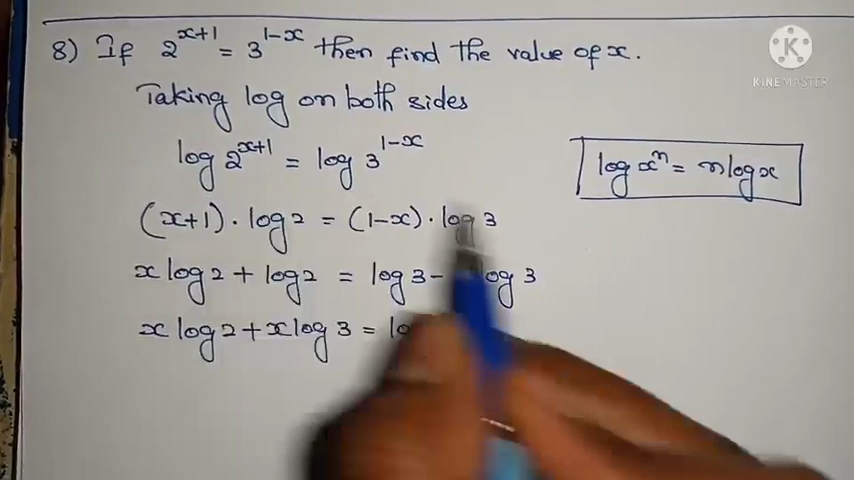 8) If 2^{x+1} = 3^{1-x} then find the value of x.
Taking log on both sides
log 2^{x+1} = log 3^{1-x}
log x^n = n log x
(x+1) · log 2 = (1-x) · log 3
x log 2 + log 2 = log 3 - log 3
x log 2 + x log 3 =
K
KINEMASTER